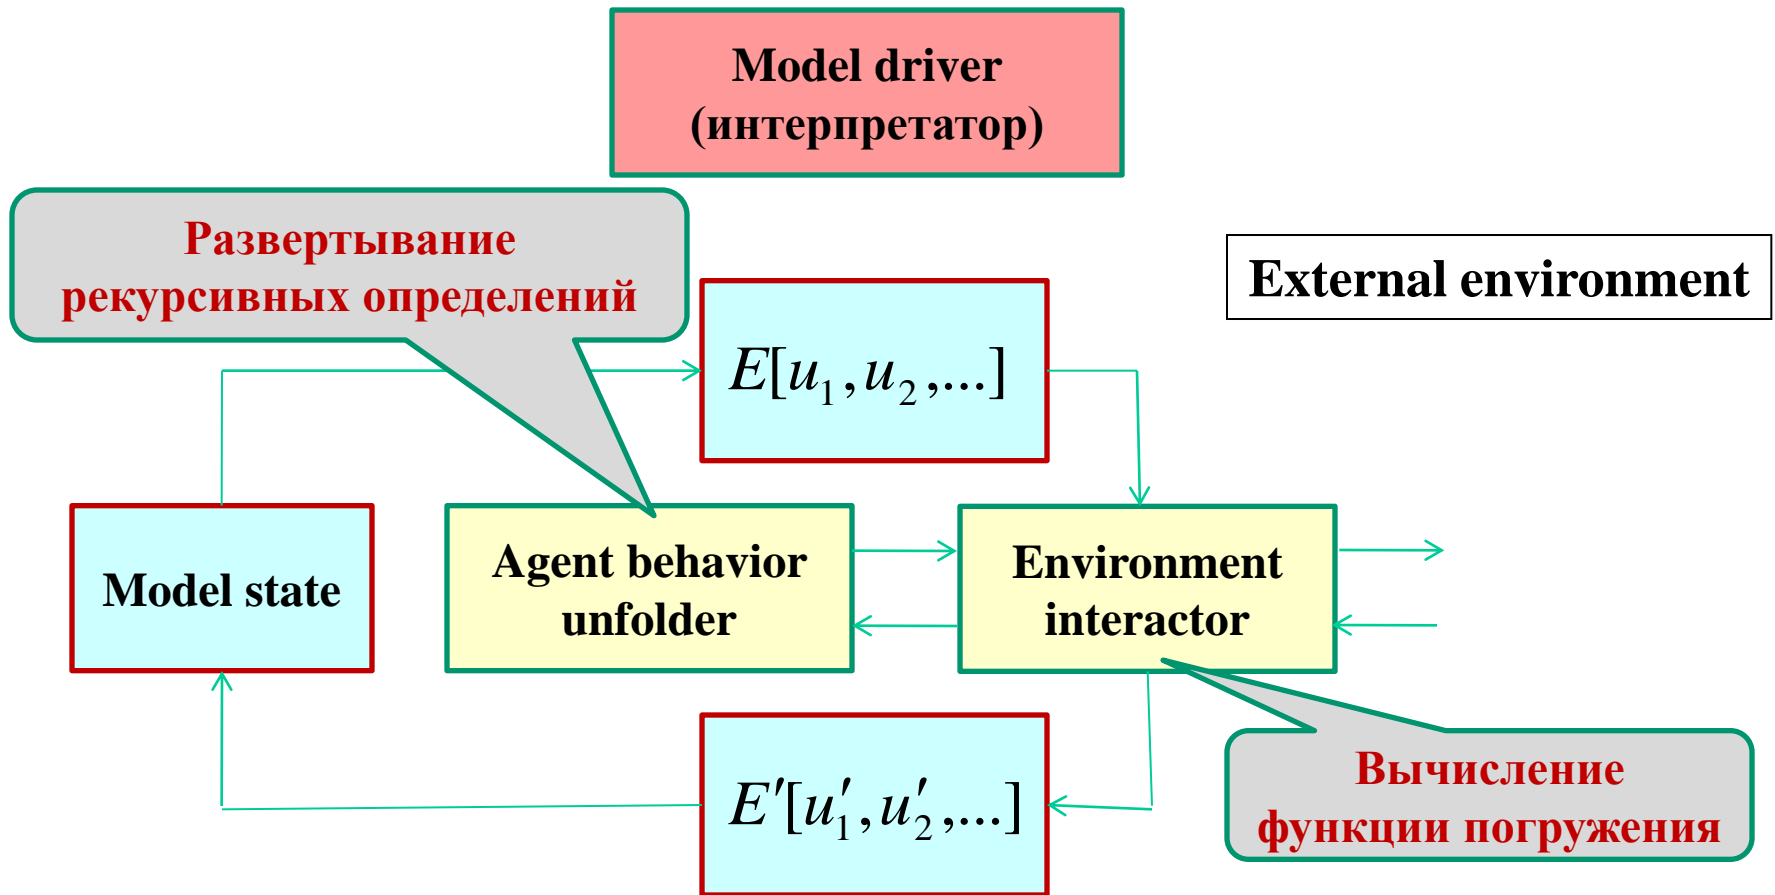 Model driver
(интерпретатор)
Развертывание
рекурсивных определений
External environment
E[u₁,u₂,...]
Model state
Agent behavior
unfolder
Environment
interactor
E′[u′₁,u′₂,...]
Вычисление
функции погружения